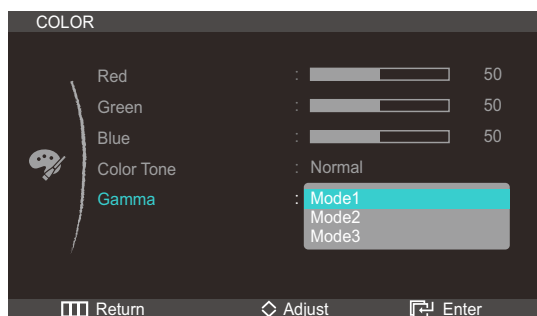 COLOR
Red : 50
Green : 50
Blue : 50
Color Tone : Normal
Gamma : Mode1
Mode2
Mode3
Return Adjust Enter